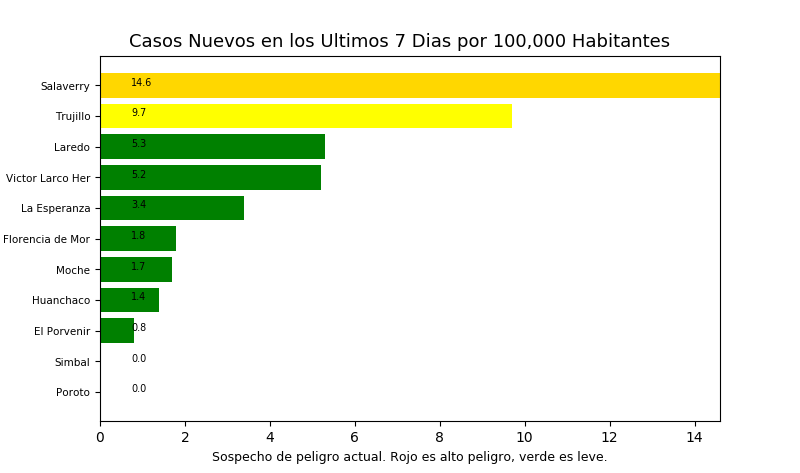 Casos Nuevos en los Ultimos 7 Dias por 100,000 Habitantes
Salaverry 14.6
Trujillo 9.7
Laredo 5.3
Victor Larco Her 5.2
La Esperanza 3.4
Florencia de Mor 1.8
Moche 1.7
Huanchaco 1.4
El Porvenir 0.8
Simbal 0.0
Poroto 0.0
0 2 4 6 8 10 12 14
Sospecho de peligro actual. Rojo es alto peligro, verde es leve.